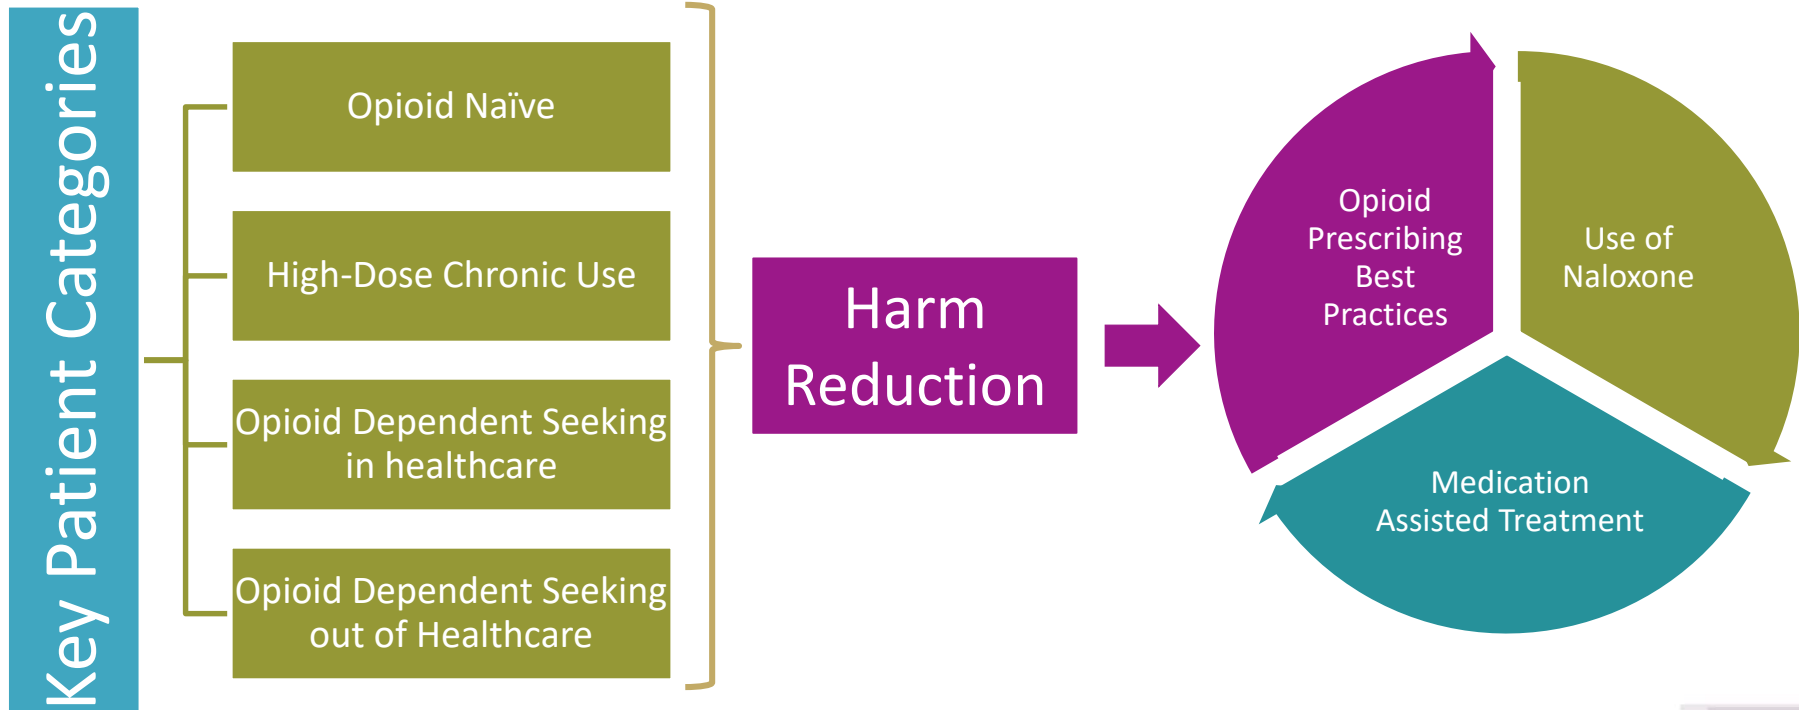 Key Patient Categories
Opioid Naïve
High-Dose Chronic Use
Opioid Dependent Seeking
in healthcare
Opioid Dependent Seeking
out of Healthcare
Harm
Reduction
Opioid
Prescribing
Best
Practices
Use of
Naloxone
Medication
Assisted Treatment